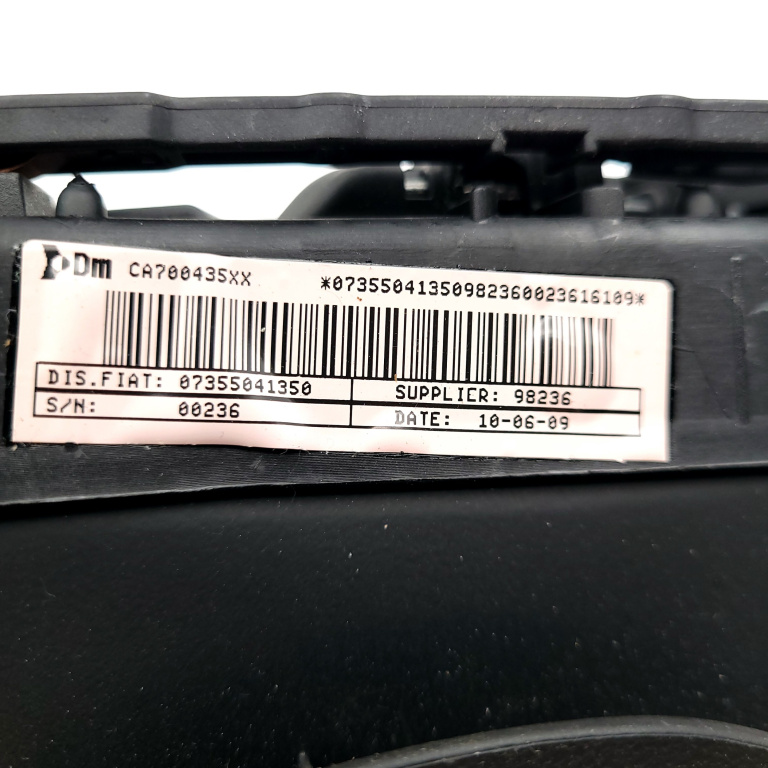 Dm CA700435XX *07355041350982360023616109*
DIS.FIAT: 07355041350 SUPPLIER: 98236
S/N: 00236 DATE: 10-06-09